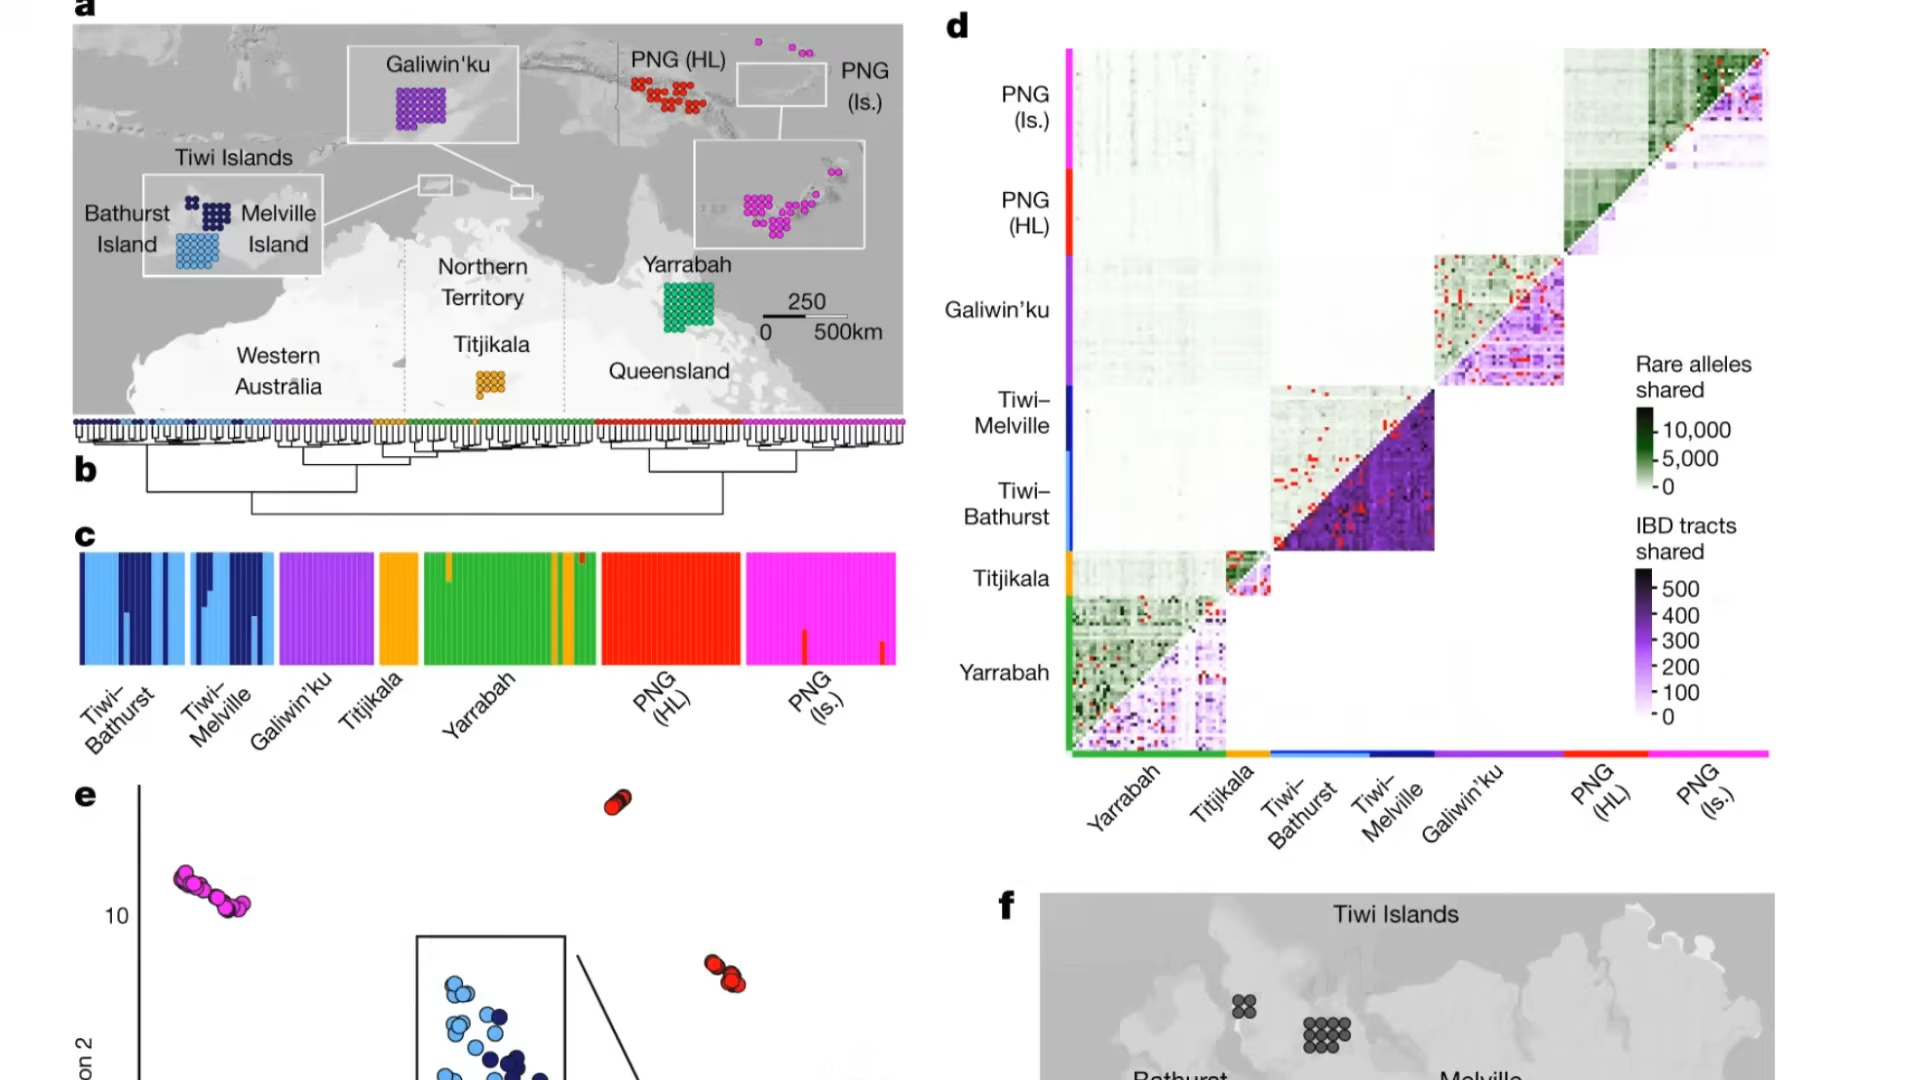 a
Galiwin'ku
PNG (HL)
PNG
(Is.)
Tiwi Islands
Bathurst
Island
Melville
Island
Northern
Territory
Yarrabah
250
0
500km
Titjikala
Western
Australia
Queensland
b
c
Tiwi–
Bathurst
Tiwi–
Melville
Galiwin'ku
Titjikala
Yarrabah
PNG
(HL)
PNG
(Is.)
d
PNG
(Is.)
PNG
(HL)
Galiwin'ku
Tiwi–
Melville
Tiwi–
Bathurst
Titjikala
Yarrabah
Rare alleles
shared
10,000
5,000
0
IBD tracts
shared
500
400
300
200
100
0
Yarrabah
Titjikala
Tiwi–
Bathurst
Tiwi–
Melville
Galiwin'ku
PNG
(HL)
PNG
(Is.)
e
10
on 2
f
Tiwi Islands
Bathurst
Melville